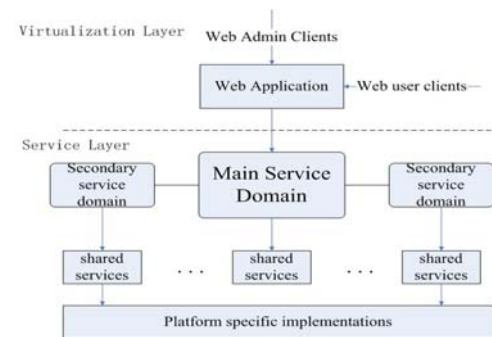 Virtualization Layer
Web Admin Clients
Web Application
Web user clients
Service Layer
Secondary
service
domain
Main Service
Domain
Secondary
service
domain
shared
services
. . .
shared
services
. . .
shared
services
Platform specific implementations